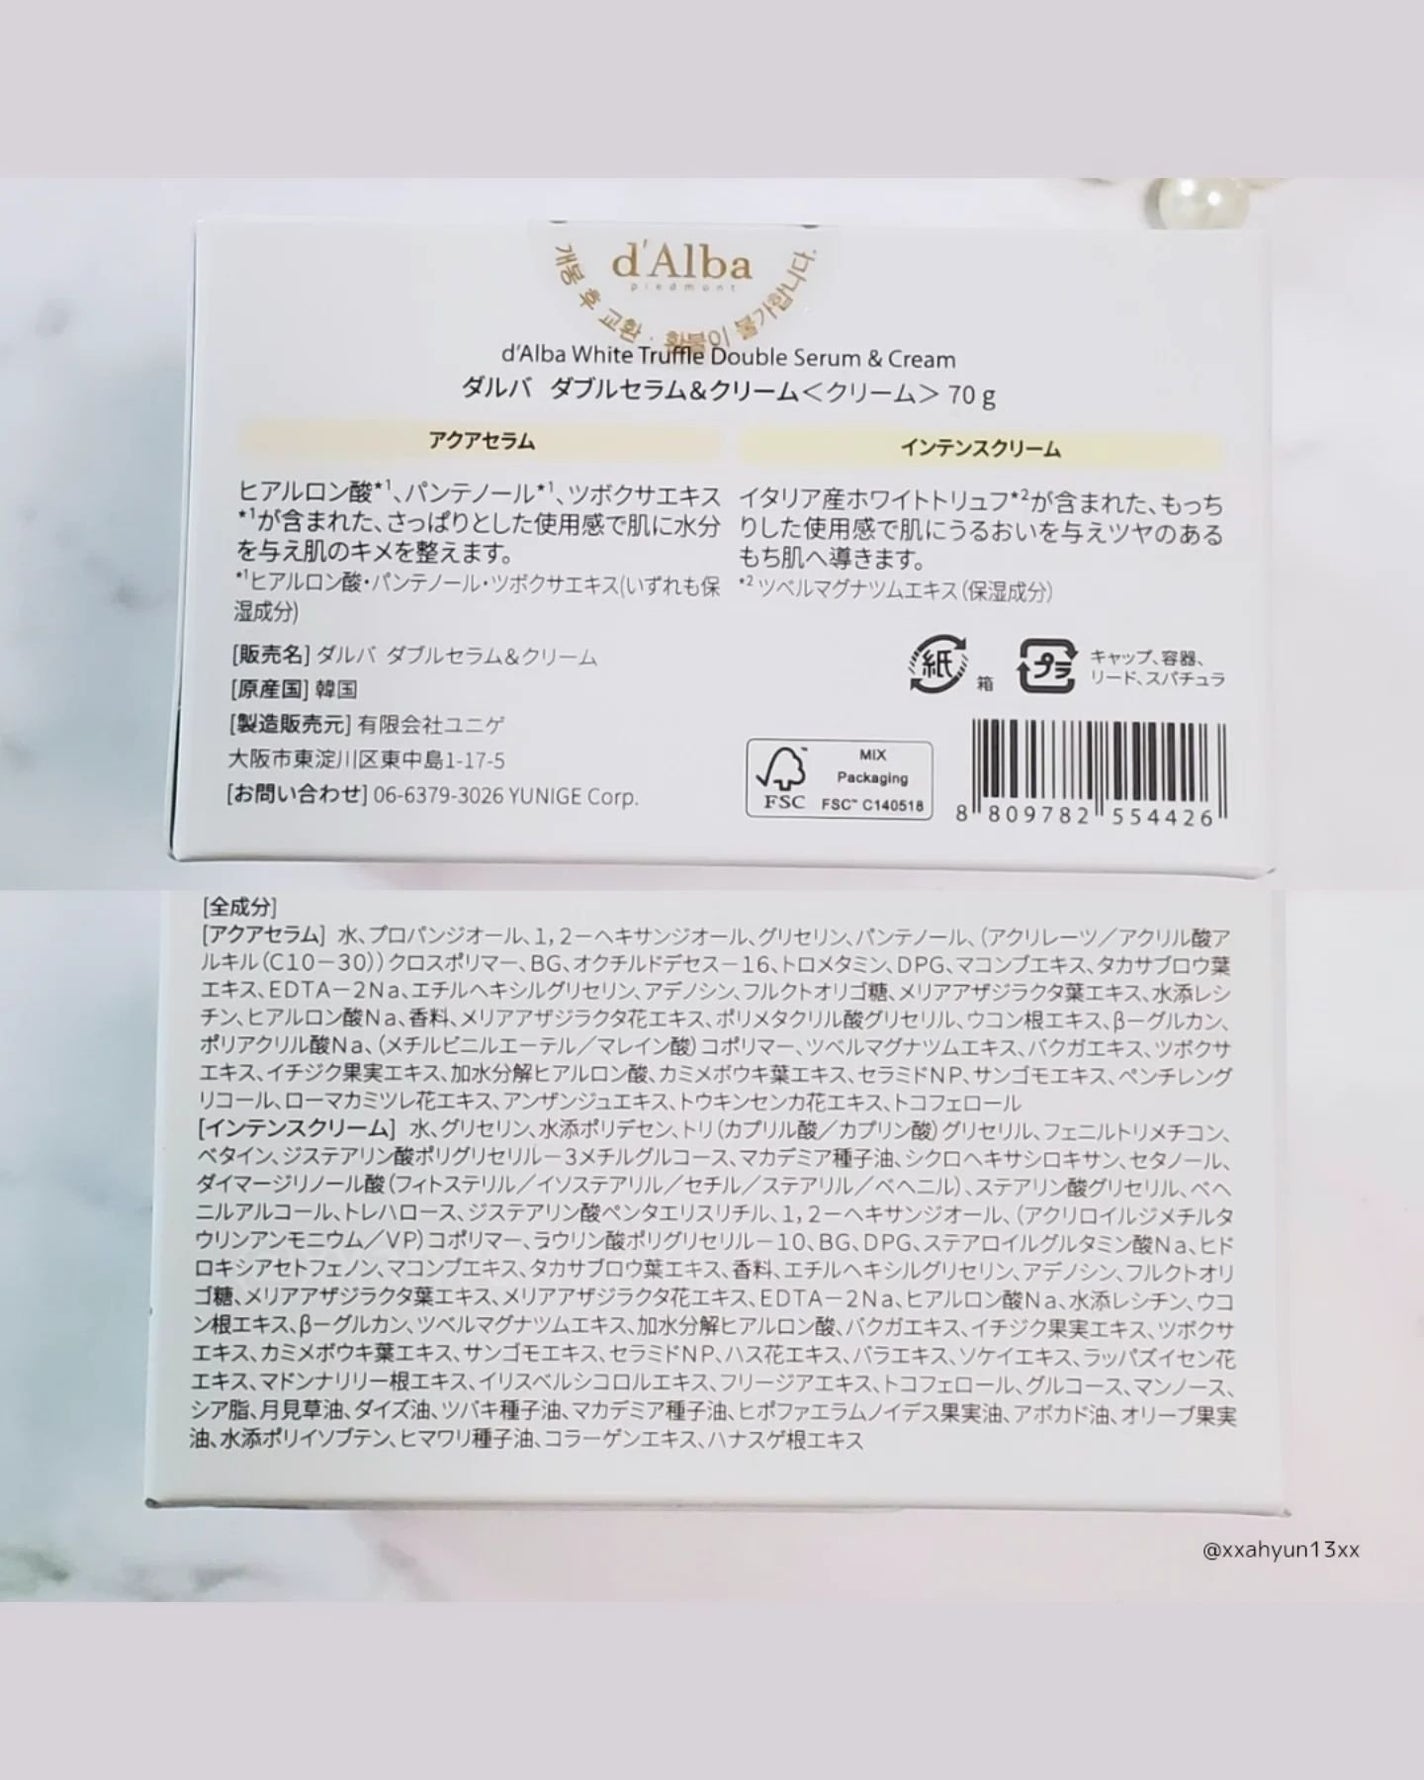 d'Alba
piedmont
개봉 후 교환·환불이 불가합니다.
d'Alba White Truffle Double Serum & Cream
ダルバ ダブルセラム&クリーム<クリーム> 70 g
アクアセラム
ヒアルロン酸*1、パンテノール*1、ツボクサエキス
*1が含まれた、さっぱりとした使用感で肌に水分
を与え肌のキメを整えます。
*1ヒアルロン酸・パンテノール・ツボクサエキス(いずれも保
湿成分)
インテンスクリーム
イタリア産ホワイトトリュフ*2が含まれた、もっち
りした使用感で肌にうるおいを与えツヤのある
もち肌へ導きます。
*2ツベルマグナツムエキス(保湿成分)
[販売名] ダルバ ダブルセラム&クリーム
[原産国] 韓国
[製造販売元] 有限会社ユニゲ
大阪市東淀川区東中島1-17-5
[お問い合わせ] 06-6379-3026 YUNIGE Corp.
紙
箱
プラ
キャップ、容器、
リード、スパチュラ
FSC
MIX
Packaging
FSC™ C140518
8 809782 554426
[全成分]
[アクアセラム] 水、プロパンジオール、1,2-ヘキサンジオール、グリセリン、パンテノール、(アクリレーツ/アクリル酸ア
ルキル(C10-30))クロスポリマー、BG、オクチルドデセス-16、トロメタミン、DPG、マコンブエキス、タカサブロウ葉
エキス、EDTA-2Na、エチルヘキシルグリセリン、アデノシン、フルクトオリゴ糖、メリアアザジラクタ葉エキス、水添レシ
チン、ヒアルロン酸Na、香料、メリアアザジラクタ花エキス、ポリメタクリル酸グリセリル、ウコン根エキス、β-グルカン、
ポリアクリル酸Na、(メチルビニルエーテル/マレイン酸)コポリマー、ツベルマグナツムエキス、バクガエキス、ツボクサ
エキス、イチジク果実エキス、加水分解ヒアルロン酸、カミメボウキ葉エキス、セラミドNP、サンゴモエキス、ペンチレング
リコール、ローマカミツレ花エキス、アンザンジュエキス、トウキンセンカ花エキス、トコフェロール
[インテンスクリーム] 水、グリセリン、水添ポリデセン、トリ(カプリル酸/カプリン酸)グリセリル、フェニルトリメチコン、
ベタイン、ジステアリン酸ポリグリセリル-3メチルグルコース、マカデミア種子油、シクロヘキサシロキサン、セタノール、
ダイマージリノール酸(フィトステリル/イソステアリル/セチル/ステアリル/ベヘニル)、ステアリン酸グリセリル、ベヘ
ニルアルコール、トレハロース、ジステアリン酸ペンタエリスリチル、1,2-ヘキサンジオール、(アクリロイルジメチルタ
ウリンアンモニウム/VP)コポリマー、ラウリン酸ポリグリセリル-10、BG、DPG、ステアロイルグルタミン酸Na、ヒド
ロキシアセトフェノン、マコンブエキス、タカサブロウ葉エキス、香料、エチルヘキシルグリセリン、アデノシン、フルクトオリ
ゴ糖、メリアアザジラクタ葉エキス、メリアアザジラクタ花エキス、EDTA-2Na、ヒアルロン酸Na、水添レシチン、ウコ
ン根エキス、β-グルカン、ツベルマグナツムエキス、加水分解ヒアルロン酸、バクガエキス、イチジク果実エキス、ツボクサ
エキス、カミメボウキ葉エキス、サンゴモエキス、セラミドNP、ハス花エキス、バラエキス、ソケイエキス、ラッパズイセン花
エキス、マドンナリリー根エキス、イリスベルシコロルエキス、フリージアエキス、トコフェロール、グルコース、マンノース、
シア脂、月見草油、ダイズ油、ツバキ種子油、マカデミア種子油、ヒポファエラムノイデス果実油、アボカド油、オリーブ果実
油、水添ポリイソブテン、ヒマワリ種子油、コラーゲンエキス、ハナスゲ根エキス
@xxahyun13xx